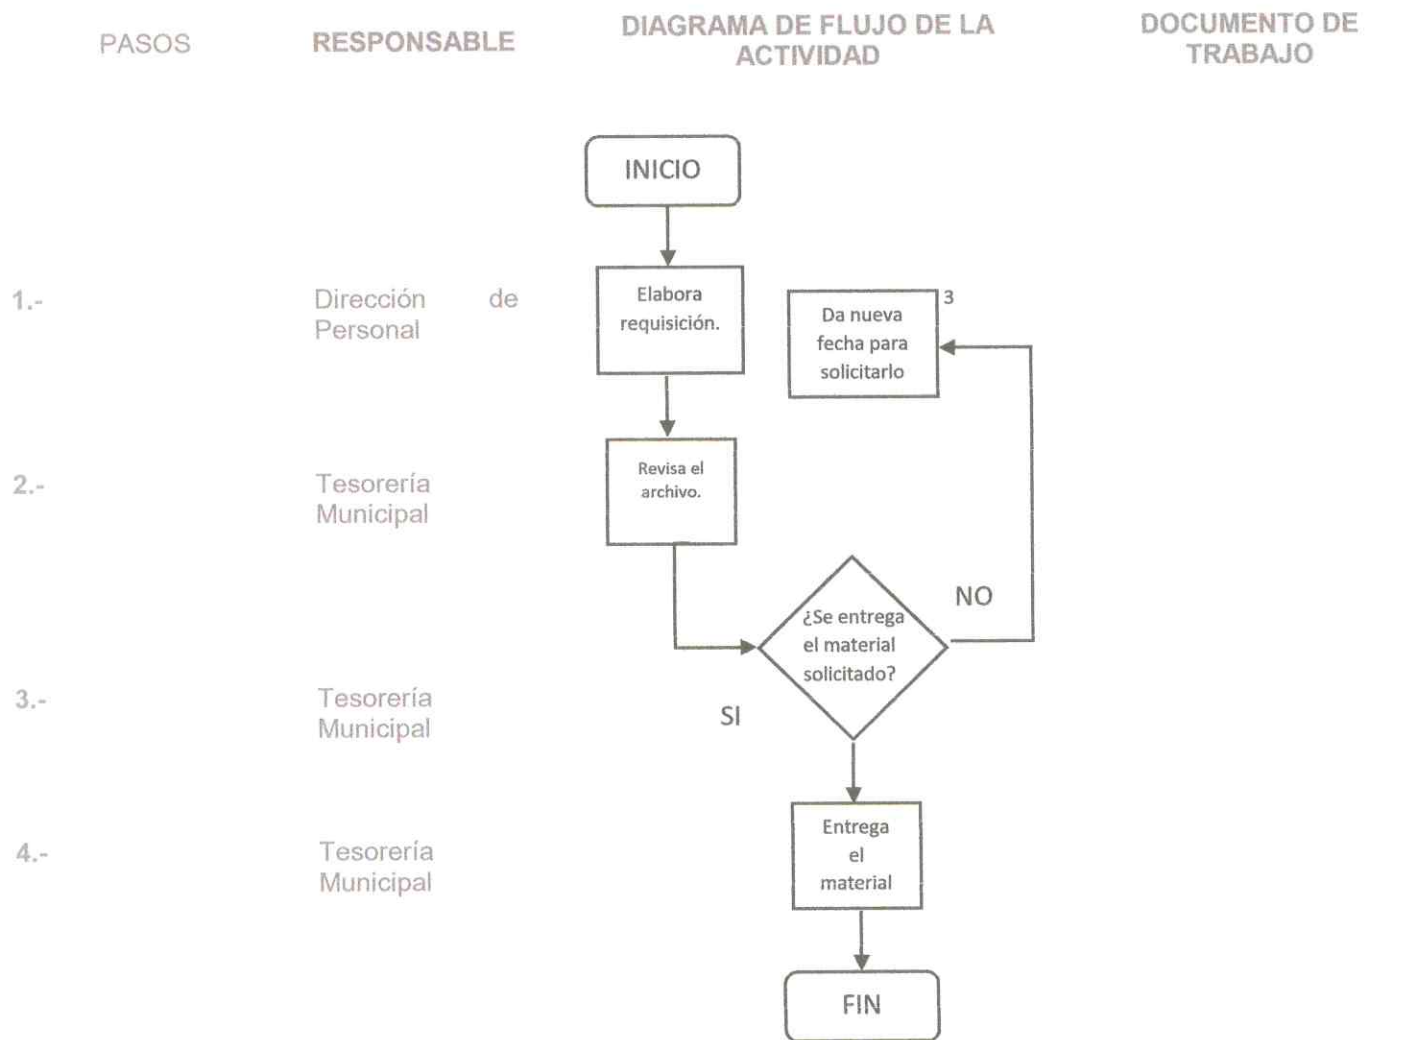 PASOS
RESPONSABLE
DIAGRAMA DE FLUJO DE LA
ACTIVIDAD
DOCUMENTO DE
TRABAJO
INICIO
1.-
Dirección de
Personal
Elabora
requisición.
Da nueva
fecha para
solicitarlo
3
2.-
Tesorería
Municipal
Revisa el
archivo.
¿Se entrega
el material
solicitado?
NO
SI
3.-
Tesorería
Municipal
4.-
Tesorería
Municipal
Entrega
el
material
FIN